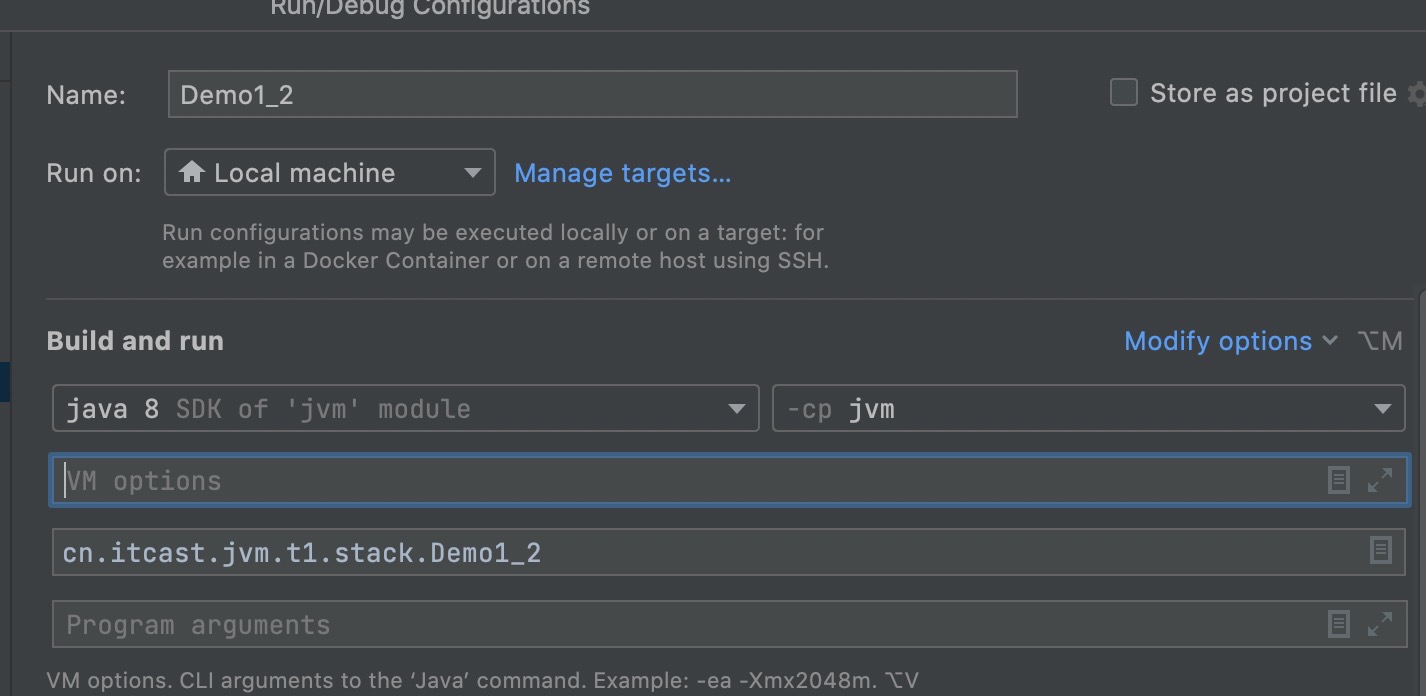 Run/Debug Configurations
Name: Demo1_2 Store as project file
Run on: Local machine Manage targets...
Run configurations may be executed locally or on a target: for
example in a Docker Container or on a remote host using SSH.
Build and run Modify options ⌥M
java 8 SDK of 'jvm' module -cp jvm
VM options
cn.itcast.jvm.t1.stack.Demo1_2
Program arguments
VM options. CLI arguments to the ‘Java’ command. Example: -ea -Xmx2048m. ⌥V